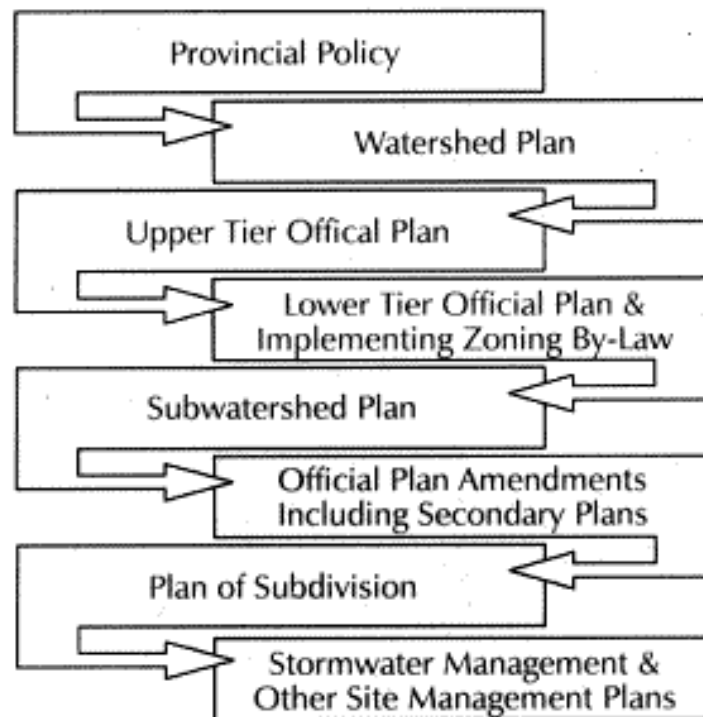 Provincial Policy
Watershed Plan
Upper Tier Offical Plan
Lower Tier Official Plan &
Implementing Zoning By-Law
Subwatershed Plan
Official Plan Amendments
Including Secondary Plans
Plan of Subdivision
Stormwater Management &
Other Site Management Plans